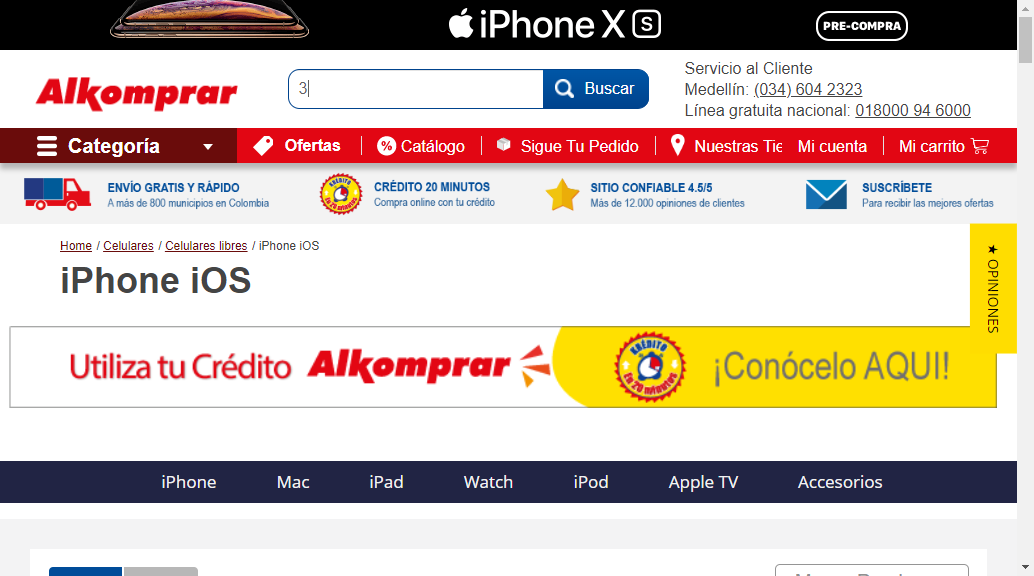 iPhone X S
PRE-COMPRA
Alkomprar
3
Buscar
Servicio al Cliente
Medellín: (034) 604 2323
Línea gratuita nacional: 018000 94 6000
Categoría
Ofertas
Catálogo
Sigue Tu Pedido
Nuestras Tie
Mi cuenta
Mi carrito
ENVÍO GRATIS Y RÁPIDO
A más de 800 municipios en Colombia
CRÉDITO 20 MINUTOS
Compra online con tu crédito
SITIO CONFIABLE 4.5/5
Más de 12.000 opiniones de clientes
SUSCRÍBETE
Para recibir las mejores ofertas
Home / Celulares / Celulares libres / iPhone iOS
iPhone iOS
★ OPINIONES
Utiliza tu Crédito Alkomprar
KRÉDITO
En 20 minutos
¡Conócelo AQUI!
iPhone
Mac
iPad
Watch
iPod
Apple TV
Accesorios